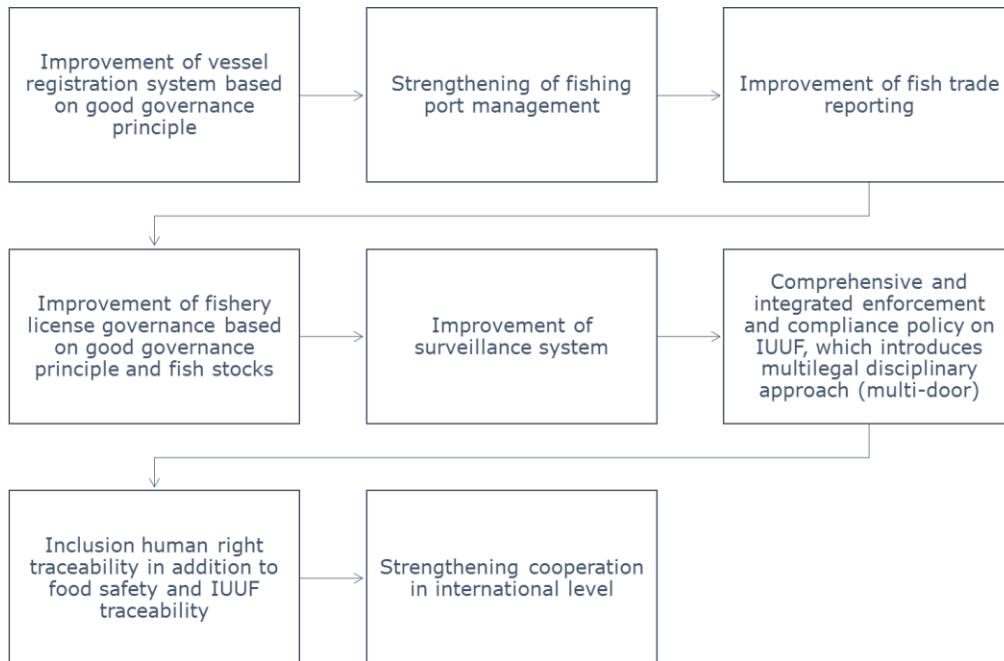 Improvement of vessel
registration system based
on good governance
principle
Strengthening of fishing
port management
Improvement of fish trade
reporting
Improvement of fishery
license governance based
on good governance
principle and fish stocks
Improvement of
surveillance system
Comprehensive and
integrated enforcement
and compliance policy on
IUUF, which introduces
multilegal disciplinary
approach (multi-door)
Inclusion human right
traceability in addition to
food safety and IUUF
traceability
Strengthening cooperation
in international level